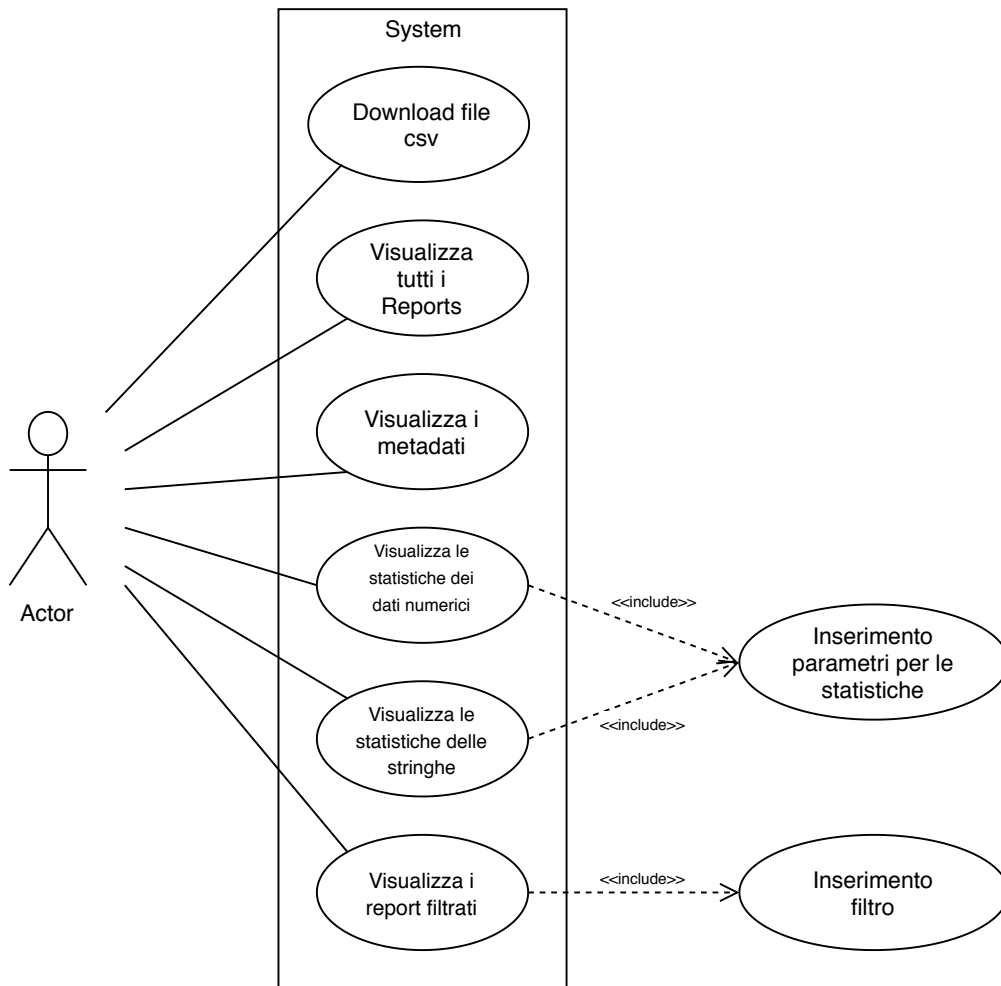 System
Download file
csv
Visualizza
tutti i
Reports
Visualizza i
metadati
Actor
Visualizza le
statistiche dei
dati numerici
<<include>>
Inserimento
parametri per le
statistiche
Visualizza le
statistiche delle
stringhe
<<include>>
Visualizza i
report filtrati
<<include>>
Inserimento
filtro